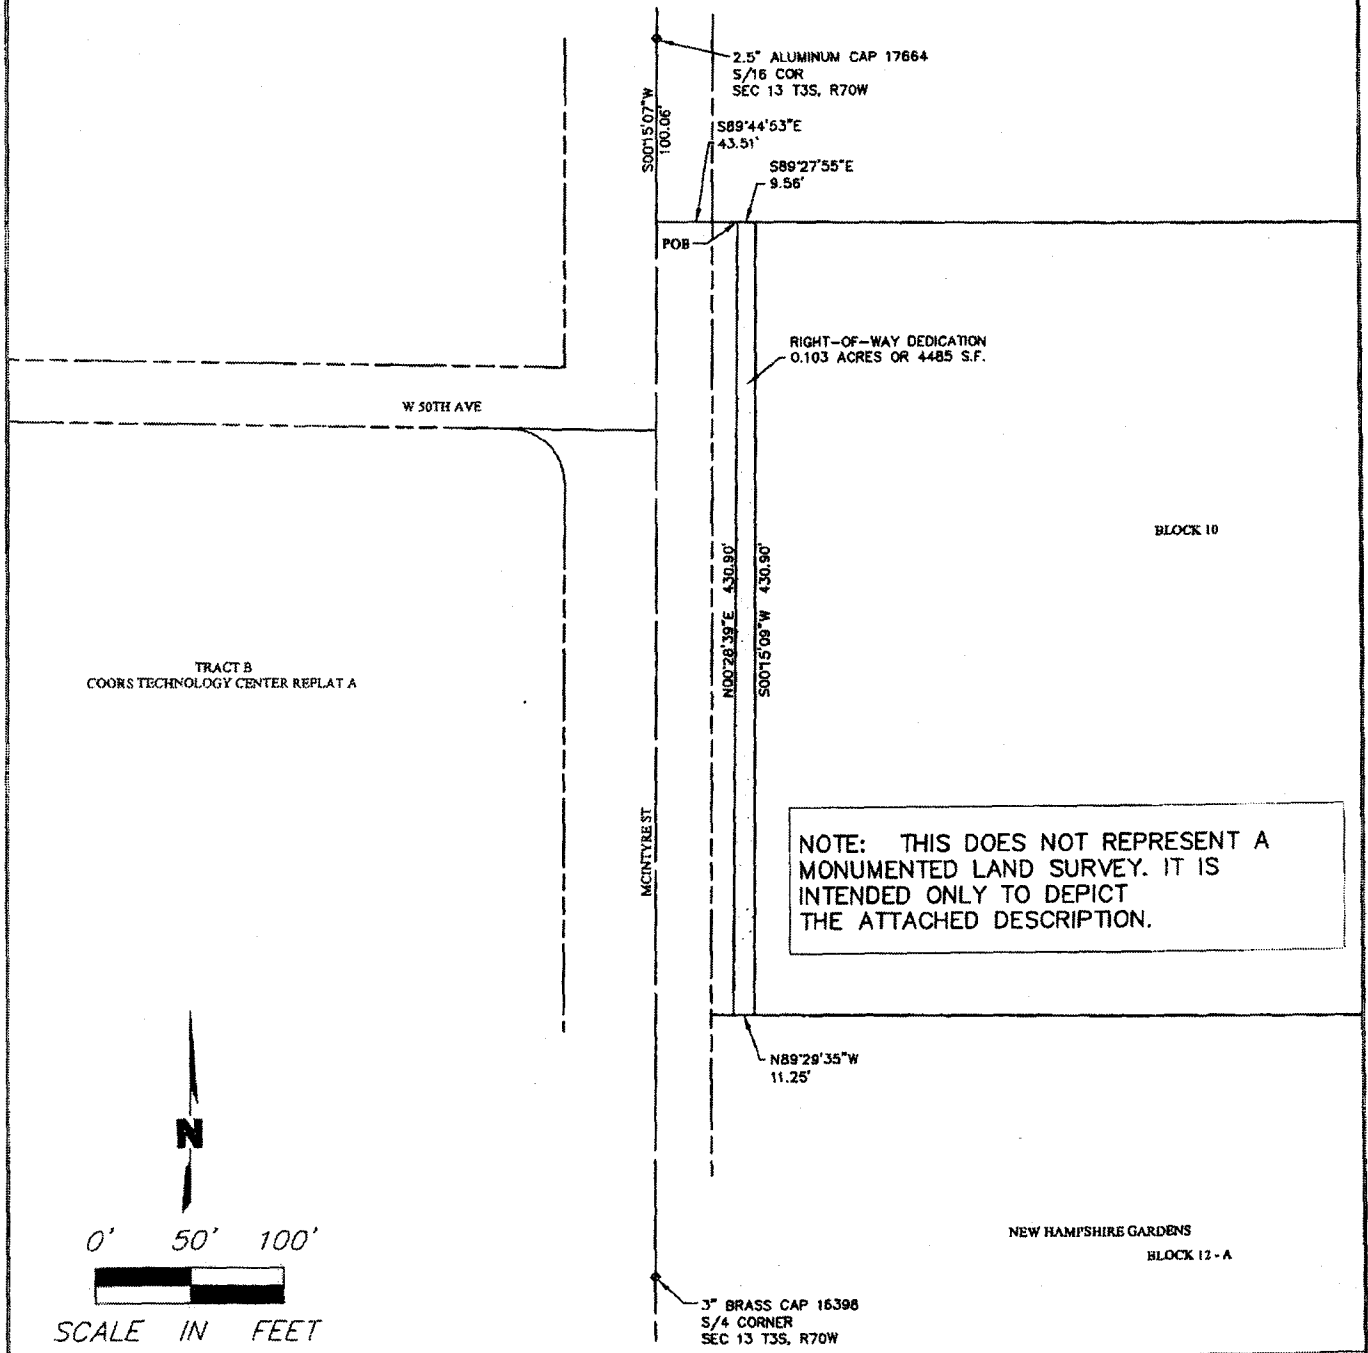 2.5" ALUMINUM CAP 17664
S/16 COR
SEC 13 T3S, R70W
S00°15'07"W
100.06'
S89°44'53"E
43.51'
S89°27'55"E
9.56'
POB
RIGHT-OF-WAY DEDICATION
0.103 ACRES OR 4485 S.F.
W 50TH AVE
BLOCK 10
N00°28'39"E 430.90'
S00°15'09"W 430.90'
TRACT B
COORS TECHNOLOGY CENTER REPLAT A
MCINTYRE ST
NOTE: THIS DOES NOT REPRESENT A
MONUMENTED LAND SURVEY. IT IS
INTENDED ONLY TO DEPICT
THE ATTACHED DESCRIPTION.
N89°29'35"W
11.25'
N
NEW HAMPSHIRE GARDENS
BLOCK 12 - A
0' 50' 100'
SCALE IN FEET
3" BRASS CAP 16398
S/4 CORNER
SEC 13 T3S, R70W